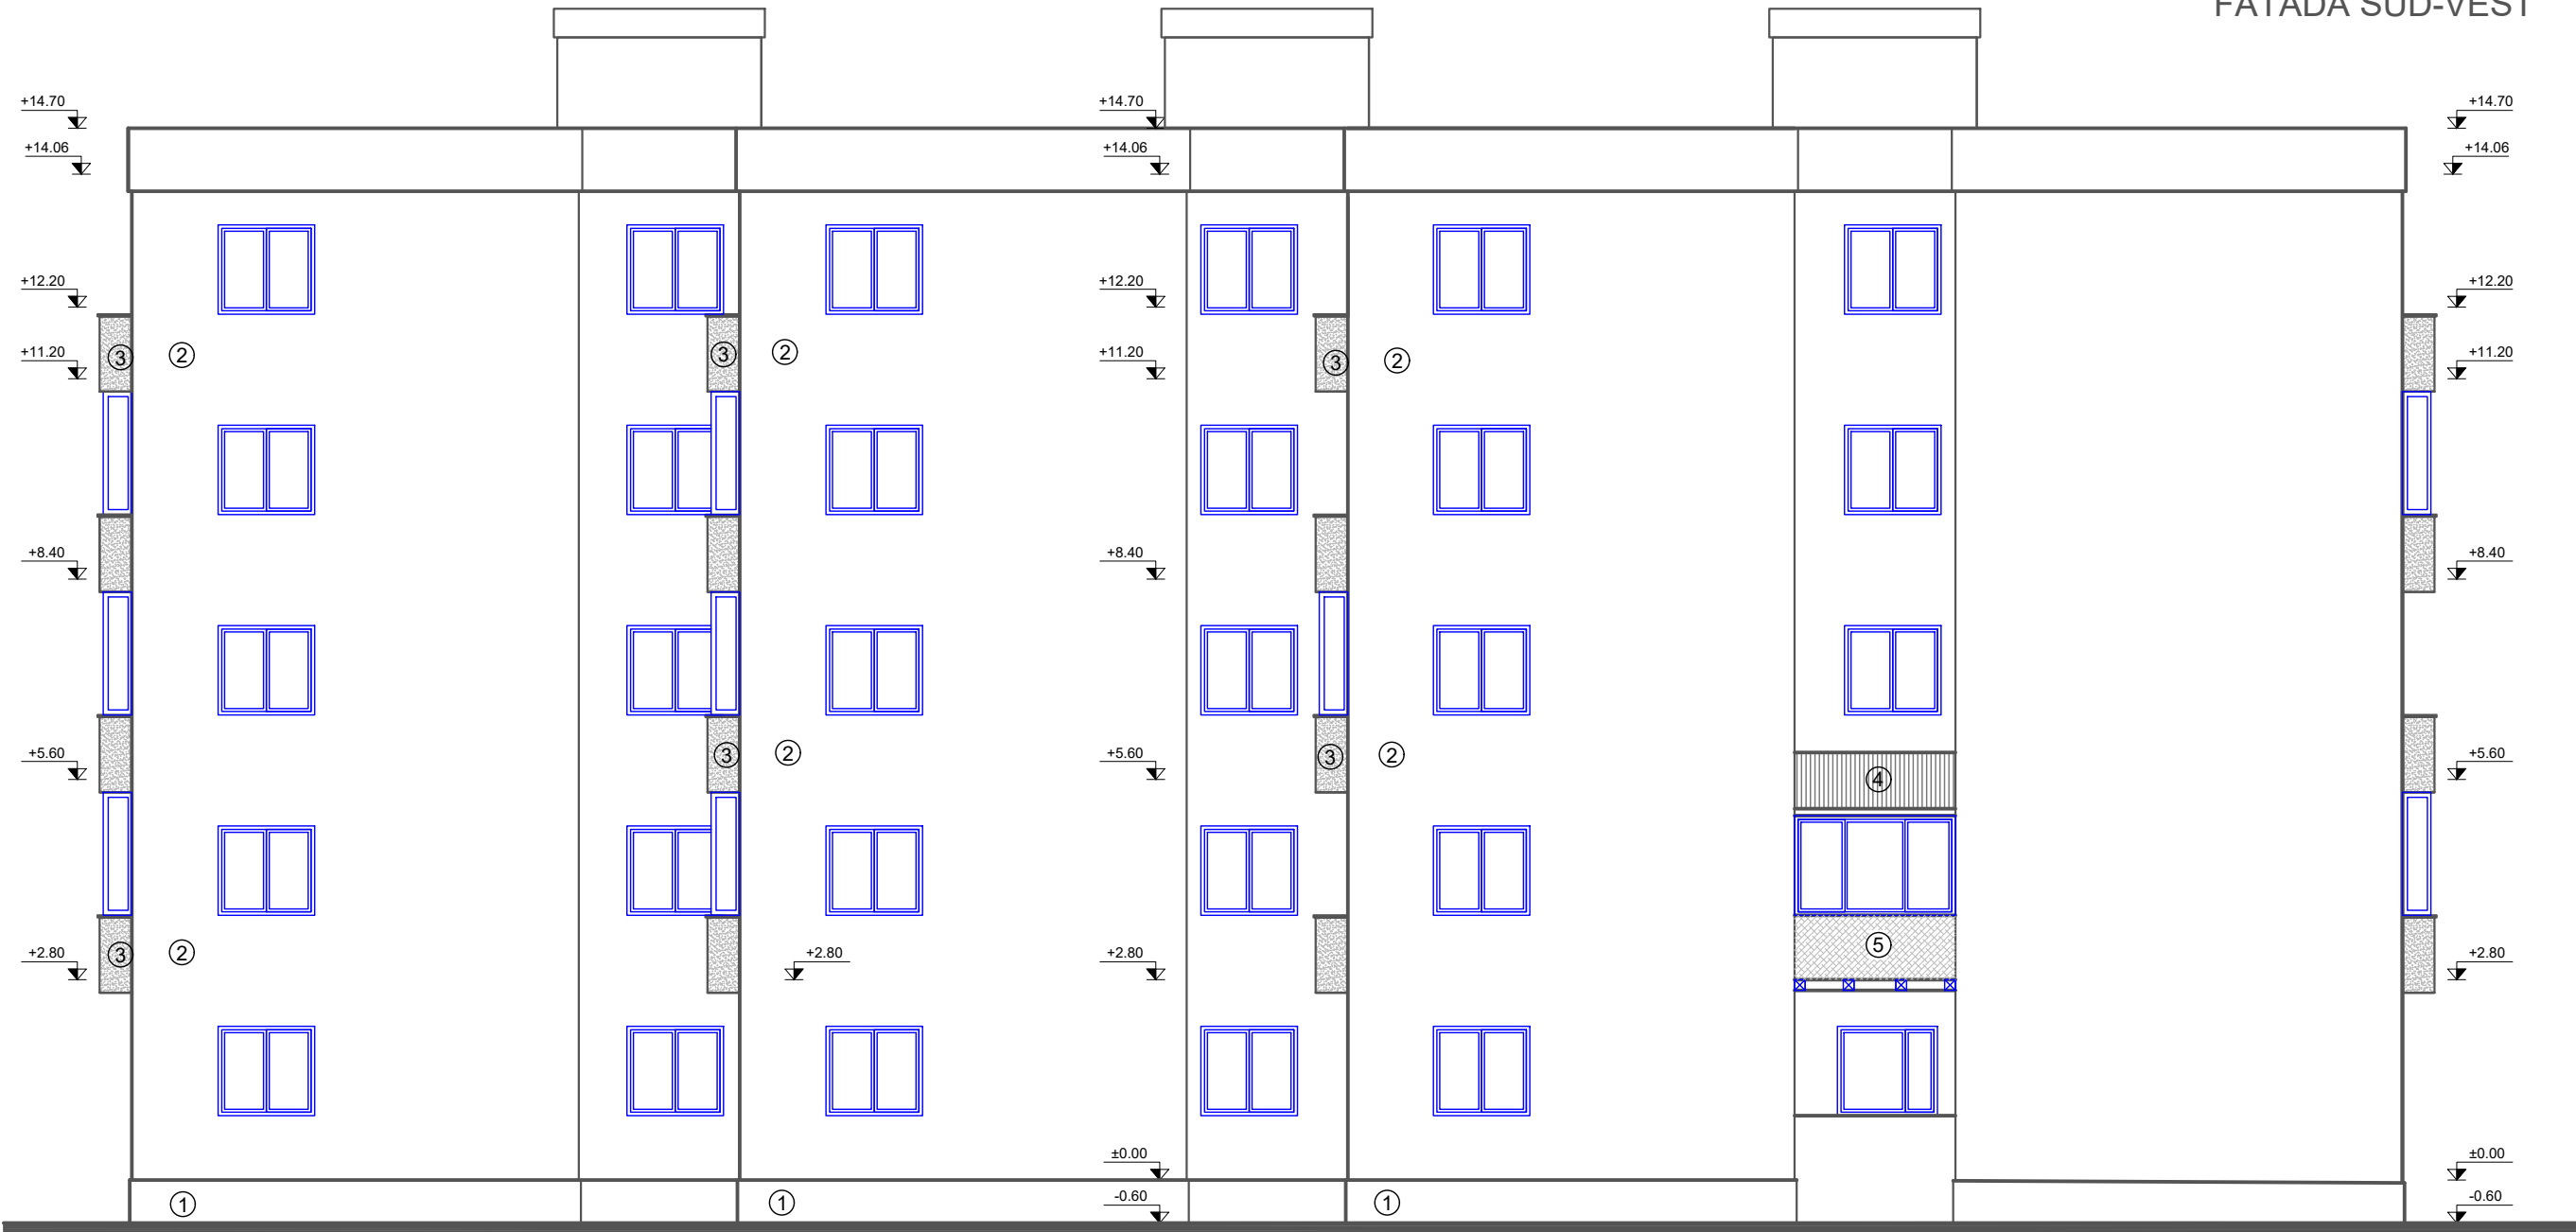 FATADA SUD-VEST
+14.70 +14.70 +14.70
+14.06 +14.06 +14.06
+12.20 +12.20 +12.20
3 2 3 2 3 2
+11.20 +11.20 +11.20
+8.40 +8.40 +8.40
+5.60 3 2 +5.60 3 2 4 +5.60
3 2 5
+2.80 +2.80 +2.80 +2.80
±0.00 ±0.00
1 1 -0.60 1 -0.60